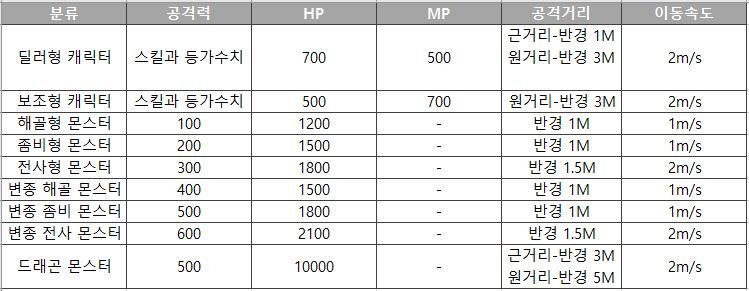 분류 공격력 HP MP 공격거리 이동속도
딜러형 캐릭터 스킬과 등가수치 700 500 근거리-반경 1M 2m/s
원거리-반경 3M
보조형 캐릭터 스킬과 등가수치 500 700 원거리-반경 3M 2m/s
해골형 몬스터 100 1200 - 반경 1M 1m/s
좀비형 몬스터 200 1500 - 반경 1M 1m/s
전사형 몬스터 300 1800 - 반경 1.5M 2m/s
변종 해골 몬스터 400 1500 - 반경 1M 1m/s
변종 좀비 몬스터 500 1800 - 반경 1M 1m/s
변종 전사 몬스터 600 2100 - 반경 1.5M 2m/s
드래곤 몬스터 500 10000 - 근거리-반경 3M 2m/s
원거리-반경 5M